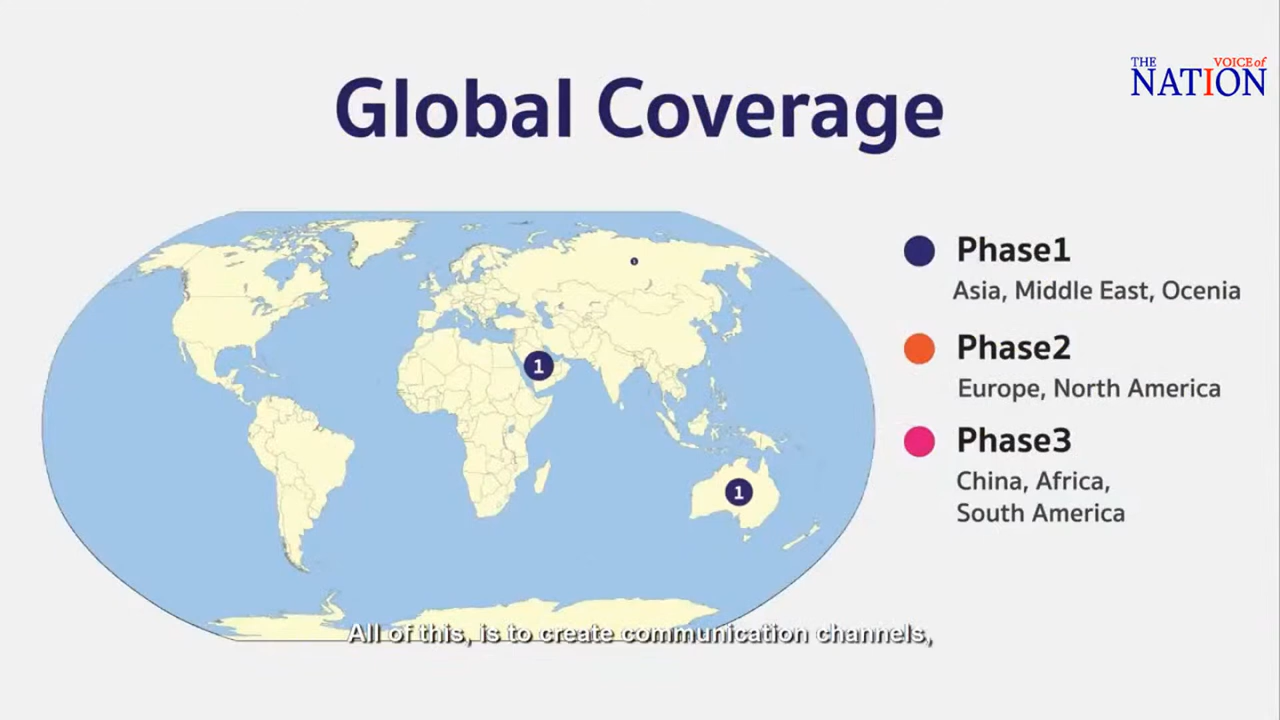 THE VOICE of
NATION
Global Coverage
Phase1
Asia, Middle East, Ocenia
Phase2
Europe, North America
Phase3
China, Africa,
South America
1
1
1
All of this, is to create communication channels,